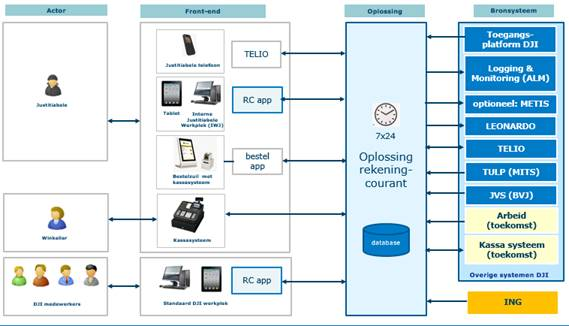 Actor
Front-end
Oplossing
Bronsysteem
Justitiabele
Justitiabele telefoon
TELIO
Tablet
Interne
Justitiabele
Werkplek (IWJ)
RC app
Bestelzuil met
kassasysteem
bestel
app
Winkelier
Kassasysteem
DJI medewerkers
Standaard DJI werkplek
RC app
7x24
Oplossing
rekening-
courant
database
Toegangs-
platform DJI
Logging &
Monitoring (ALM)
optioneel: METIS
LEONARDO
TELIO
TULP (MITS)
JVS (BVJ)
Arbeid
(toekomst)
Kassa systeem
(toekomst)
Overige systemen DJI
ING